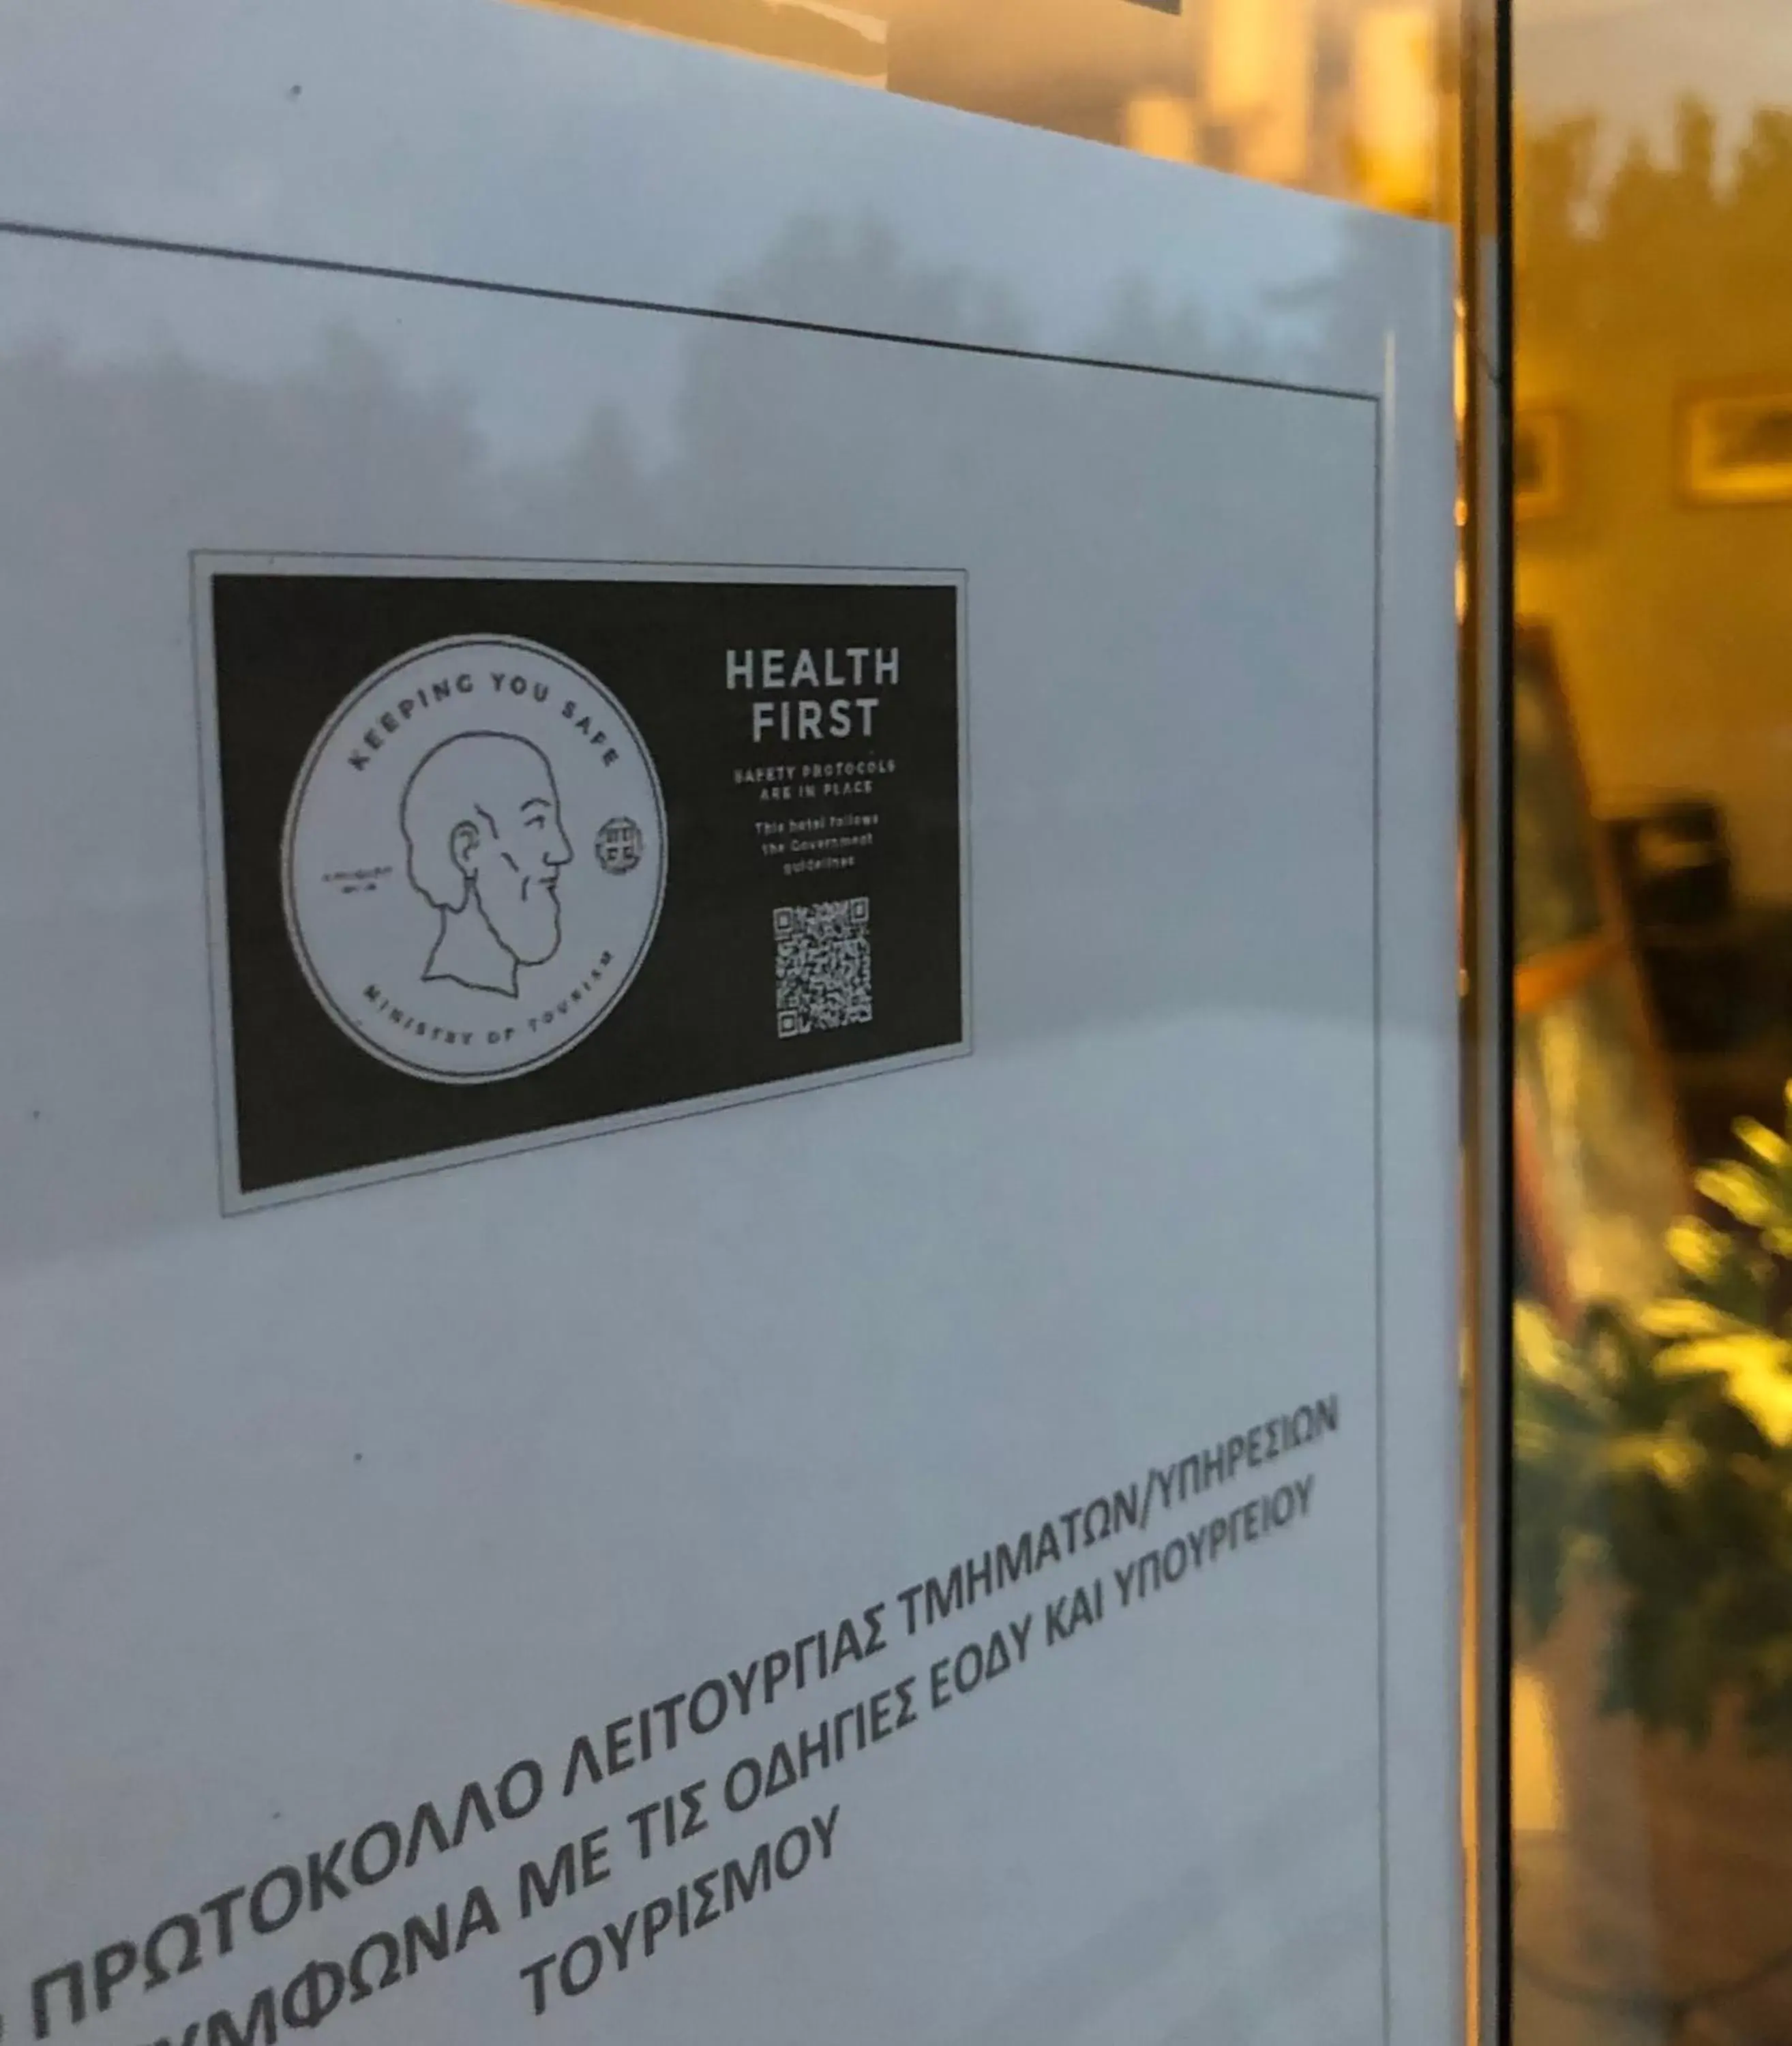 KEEPING YOU SAFE
MINISTRY OF TOURISM
HEALTH
FIRST
SAFETY PROTOCOLS
ARE IN PLACE
This hotel follows
the Government
guidelines
ΠΡΩΤΟΚΟΛΛΟ ΛΕΙΤΟΥΡΓΙΑΣ ΤΜΗΜΑΤΩΝ/ΥΠΗΡΕΣΙΩΝ
ΥΜΦΩΝΑ ΜΕ ΤΙΣ ΟΔΗΓΙΕΣ ΕΟΔΥ ΚΑΙ ΥΠΟΥΡΓΕΙΟΥ
ΤΟΥΡΙΣΜΟΥ